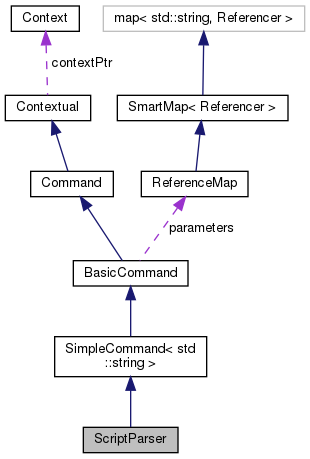 Context
map< std::string, Referencer >
contextPtr
Contextual
SmartMap< Referencer >
Command
ReferenceMap
parameters
BasicCommand
SimpleCommand< std
::string >
ScriptParser